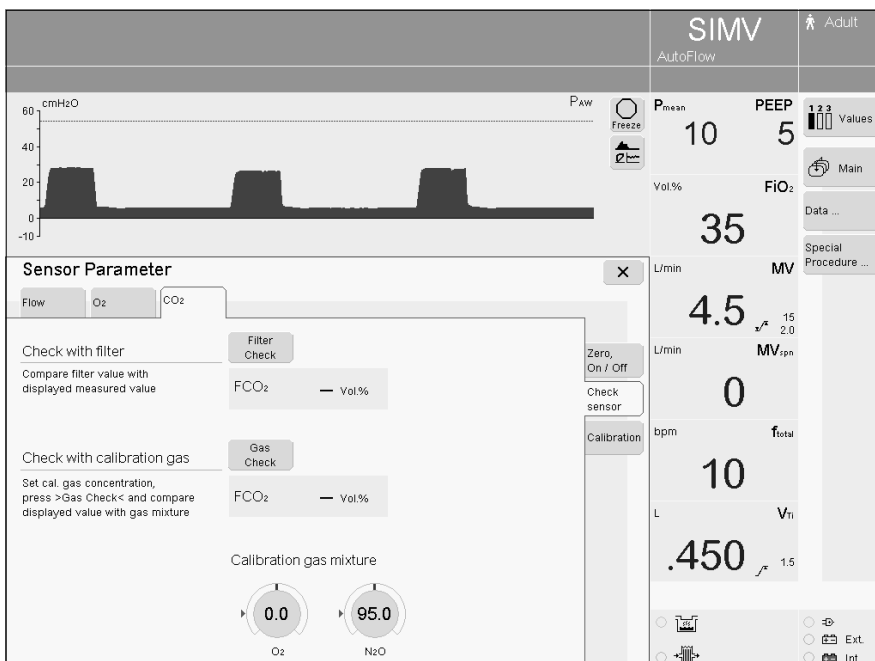 SIMV
Adult
AutoFlow
cmH2O
PAW
60
40
20
0
-10
Freeze
Pmean PEEP
10 5
1 2 3
Values
Main
Data ...
Special
Procedure ...
Vol.% FiO2
35
L/min MV
4.5 15
2.0
L/min MVspn
0
bpm ftotal
10
L VTi
.450 1.5
Ext.
Int.
Sensor Parameter
Flow O2 CO2
Zero,
On / Off
Check
sensor
Calibration
Check with filter
Filter
Check
Compare filter value with
displayed measured value
FCO2 – Vol.%
Check with calibration gas
Gas
Check
Set cal. gas concentration,
press >Gas Check< and compare
displayed value with gas mixture
FCO2 – Vol.%
Calibration gas mixture
0.0 95.0
O2 N2O